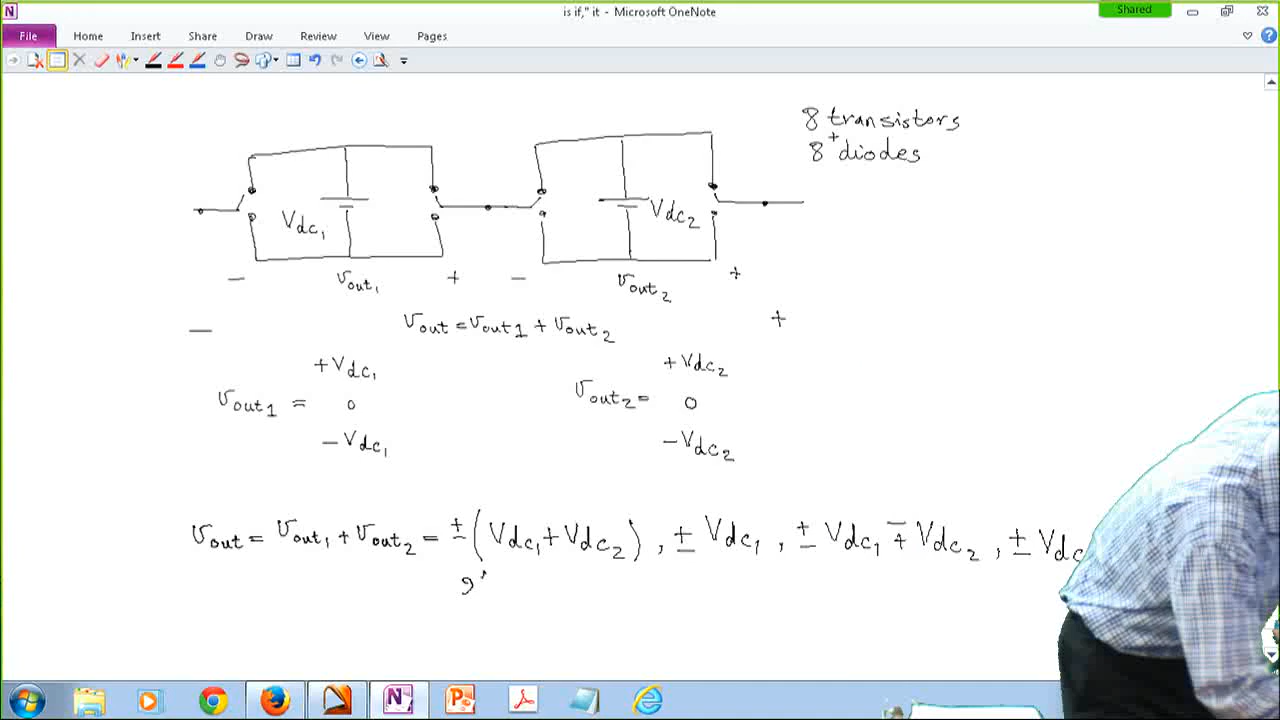 is if," it - Microsoft OneNote
Shared
File Home Insert Share Draw Review View Pages
8 transistors
+
8 diodes
Vdc₁
Vdc₂
− vout₁ + − vout₂ +
− vout = vout1 + vout₂ +
+Vdc₁ +Vdc₂
vout1 = 0 vout₂ = 0
−Vdc₁ −Vdc₂
vout = vout₁ + vout₂ = ± (Vdc₁ + Vdc₂), ± Vdc₁, ± Vdc₁ ∓ Vdc₂, ± Vdc
9